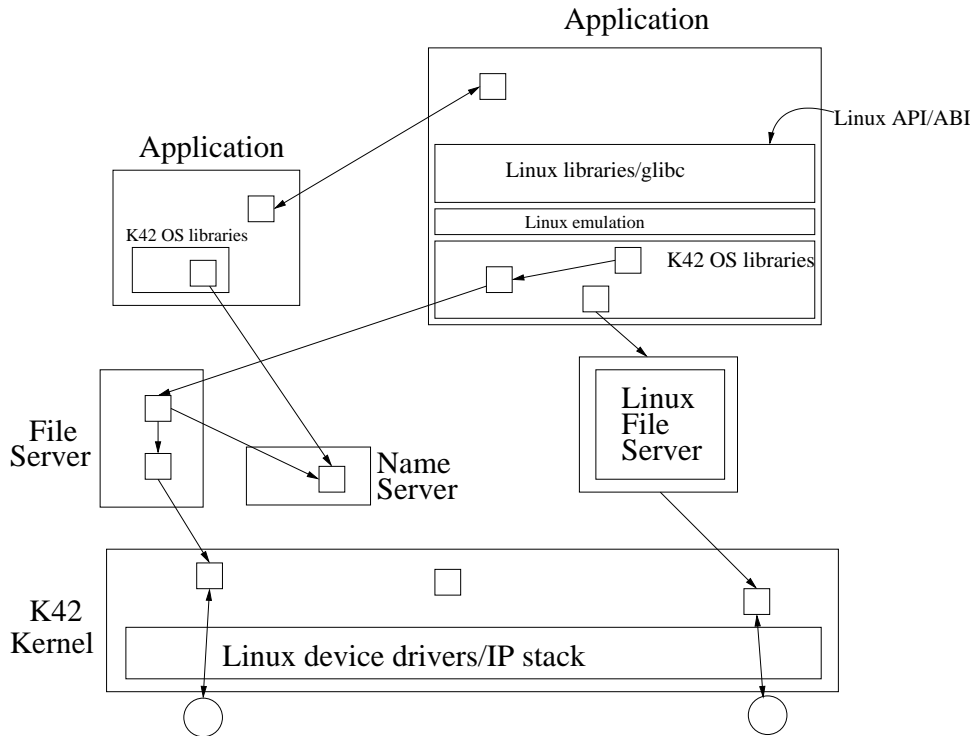 Application
Linux API/ABI
Application
Linux libraries/glibc
Linux emulation
K42 OS libraries
K42 OS libraries
Linux
File
Server
File
Server
Name
Server
K42
Kernel
Linux device drivers/IP stack